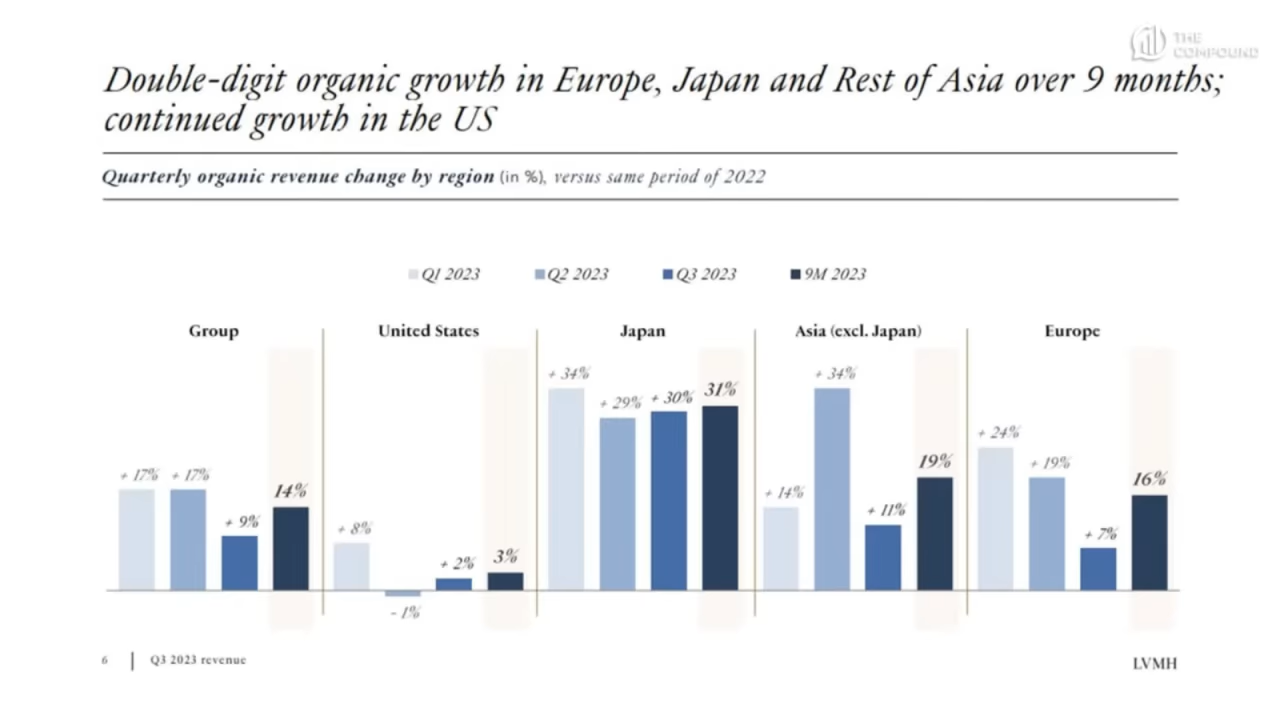 THE
COMPOUND
Double-digit organic growth in Europe, Japan and Rest of Asia over 9 months;
continued growth in the US
Quarterly organic revenue change by region (in %), versus same period of 2022
Q1 2023 Q2 2023 Q3 2023 9M 2023
Group United States Japan Asia (excl. Japan) Europe
+ 17% + 17% + 9% 14%
+ 8% - 1% + 2% 3%
+ 34% + 29% + 30% 31%
+ 14% + 34% + 11% 19%
+ 24% + 19% + 7% 16%
6 | Q3 2023 revenue
LVMH